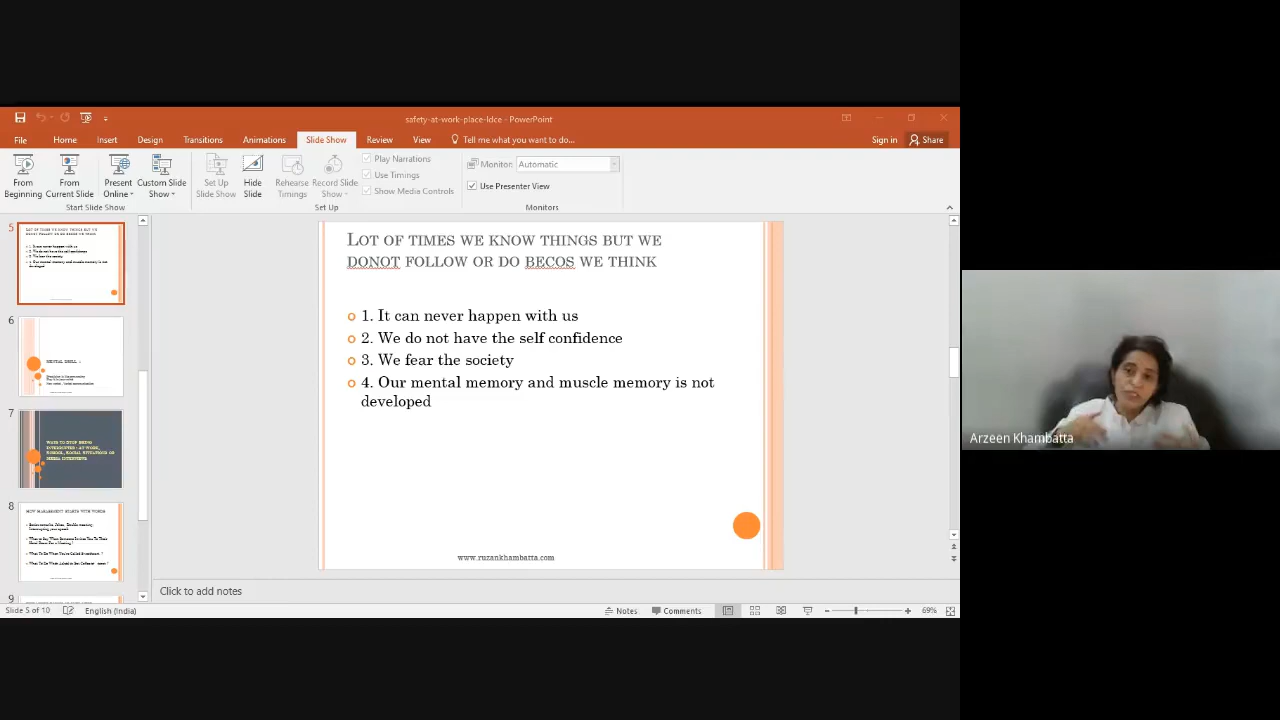 safety-at-work-place-ldce - PowerPoint
File Home Insert Design Transitions Animations Slide Show Review View Tell me what you want to do... Sign in Share
From Beginning
From Current Slide
Present Online
Custom Slide Show
Set Up Slide Show
Hide Slide
Rehearse Timings
Record Slide Show
Play Narrations
Use Timings
Show Media Controls
Monitor: Automatic
Use Presenter View
Start Slide Show Set Up Monitors
5
6
7
8
9
LOT OF TIMES WE KNOW THINGS BUT WE
DONOT FOLLOW OR DO BECOS WE THINK
1. It can never happen with us
2. We do not have the self confidence
3. We fear the society
4. Our mental memory and muscle memory is not
developed
www.ruzankhambatta.com
Click to add notes
Slide 5 of 10 English (India) Notes Comments 69%
Arzeen Khambatta